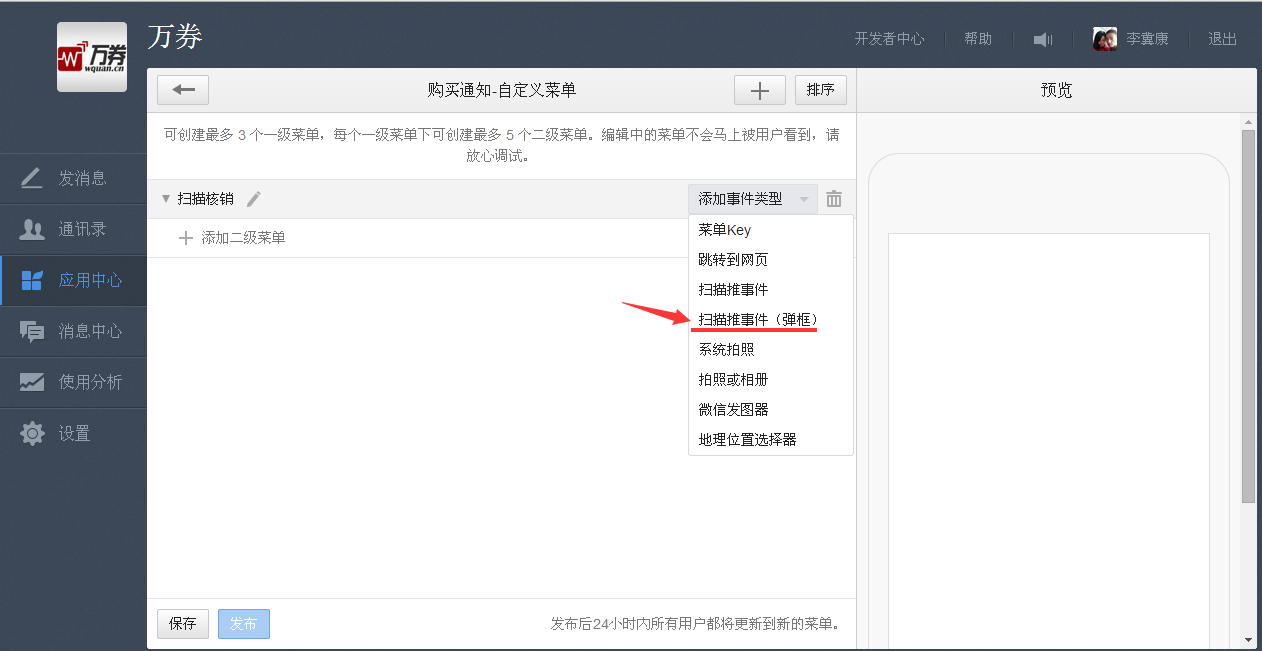 万券
万券
wquan.cn
开发者中心
帮助
李冀康
退出
购买通知-自定义菜单
排序
预览
可创建最多 3 个一级菜单，每个一级菜单下可创建最多 5 个二级菜单。编辑中的菜单不会马上被用户看到，请
放心调试。
发消息
通讯录
应用中心
消息中心
使用分析
设置
扫描核销
添加事件类型
添加二级菜单
菜单Key
跳转到网页
扫描推事件
扫描推事件（弹框）
系统拍照
拍照或相册
微信发图器
地理位置选择器
保存
发布
发布后24小时内所有用户都将更新到新的菜单。